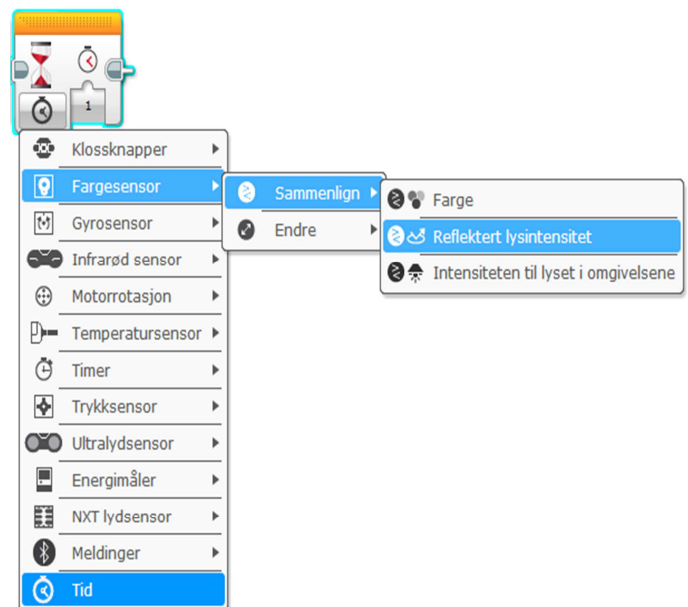 1
Klossknapper
Fargesensor
Gyrosensor
Infrarød sensor
Motorrotasjon
Temperatursensor
Timer
Trykksensor
Ultralydsensor
Energimåler
NXT lydsensor
Meldinger
Tid
Sammenlign
Endre
Farge
Reflektert lysintensitet
Intensiteten til lyset i omgivelsene